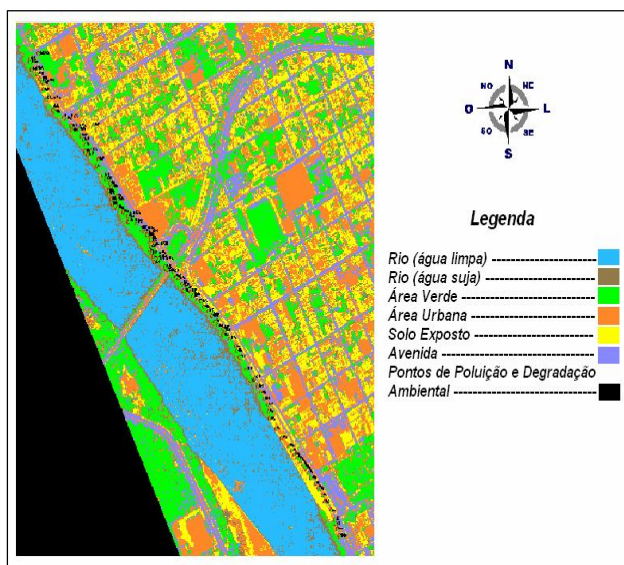 N
NO NE
O L
SO SE
S
Legenda
Rio (água limpa)
Rio (água suja)
Área Verde
Área Urbana
Solo Exposto
Avenida
Pontos de Poluição e Degradação
Ambiental